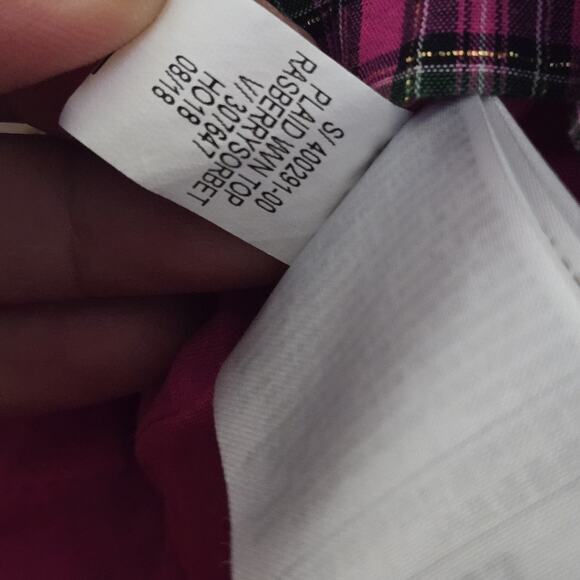 S/ 400291-00
PLAID WVN TOP
RASBERRYSORBET
V/ 307647
HO18
08/18